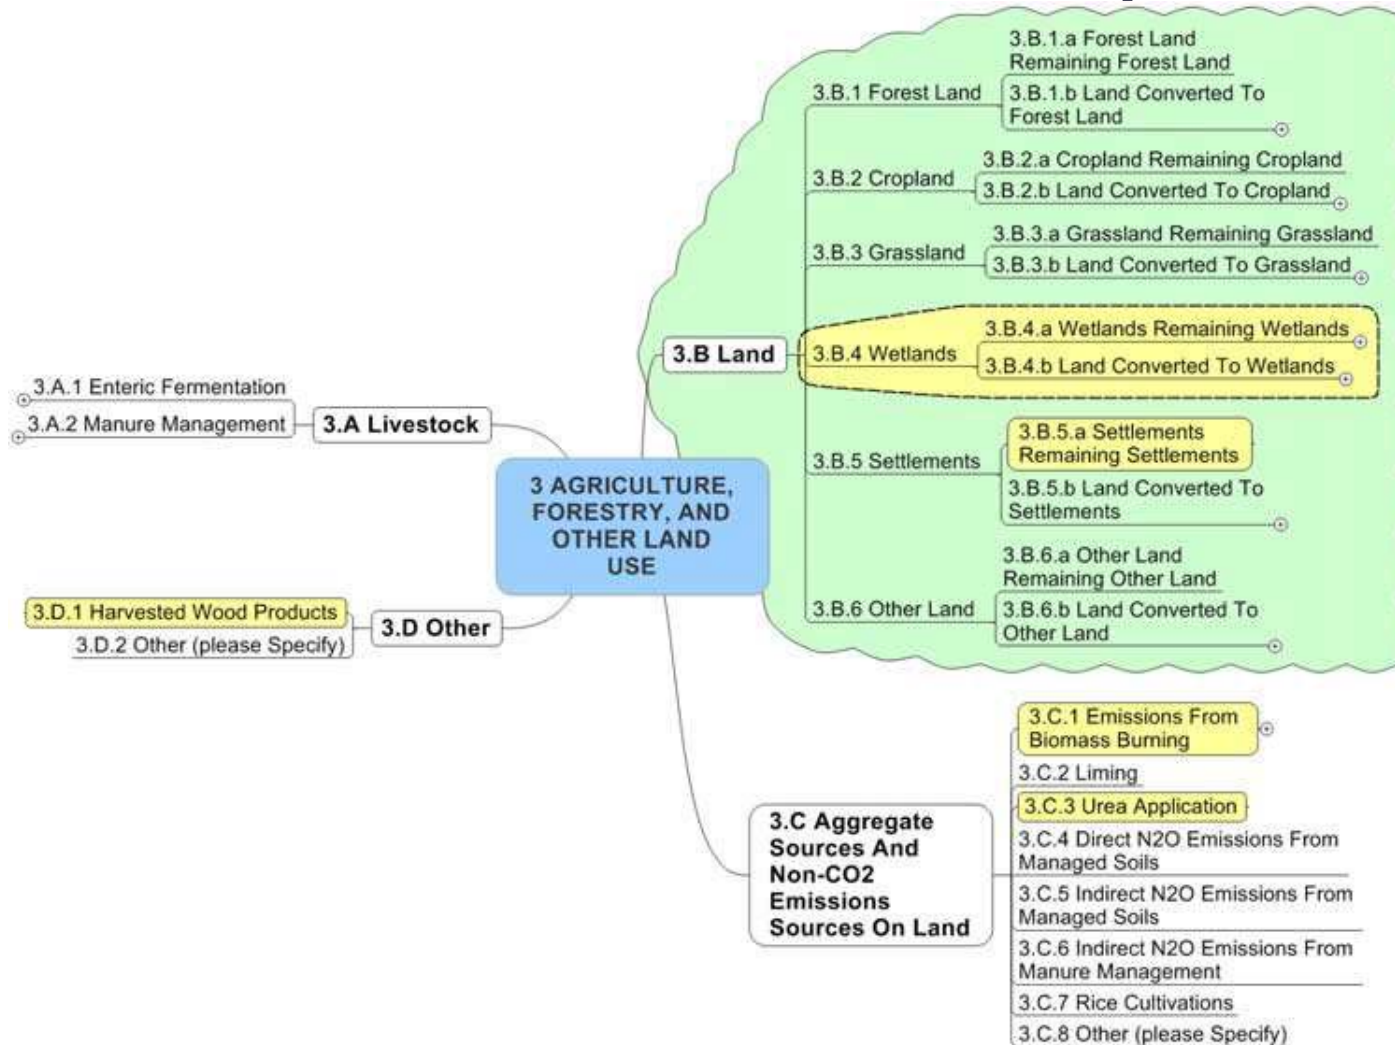 3 AGRICULTURE,
FORESTRY, AND
OTHER LAND
USE
3.A Livestock
3.A.1 Enteric Fermentation
3.A.2 Manure Management
3.B Land
3.B.1 Forest Land
3.B.1.a Forest Land
Remaining Forest Land
3.B.1.b Land Converted To
Forest Land
3.B.2 Cropland
3.B.2.a Cropland Remaining Cropland
3.B.2.b Land Converted To Cropland
3.B.3 Grassland
3.B.3.a Grassland Remaining Grassland
3.B.3.b Land Converted To Grassland
3.B.4 Wetlands
3.B.4.a Wetlands Remaining Wetlands
3.B.4.b Land Converted To Wetlands
3.B.5 Settlements
3.B.5.a Settlements
Remaining Settlements
3.B.5.b Land Converted To
Settlements
3.B.6 Other Land
3.B.6.a Other Land
Remaining Other Land
3.B.6.b Land Converted To
Other Land
3.C Aggregate
Sources And
Non-CO2
Emissions
Sources On Land
3.C.1 Emissions From
Biomass Burning
3.C.2 Liming
3.C.3 Urea Application
3.C.4 Direct N2O Emissions From
Managed Soils
3.C.5 Indirect N2O Emissions From
Managed Soils
3.C.6 Indirect N2O Emissions From
Manure Management
3.C.7 Rice Cultivations
3.C.8 Other (please Specify)
3.D Other
3.D.1 Harvested Wood Products
3.D.2 Other (please Specify)